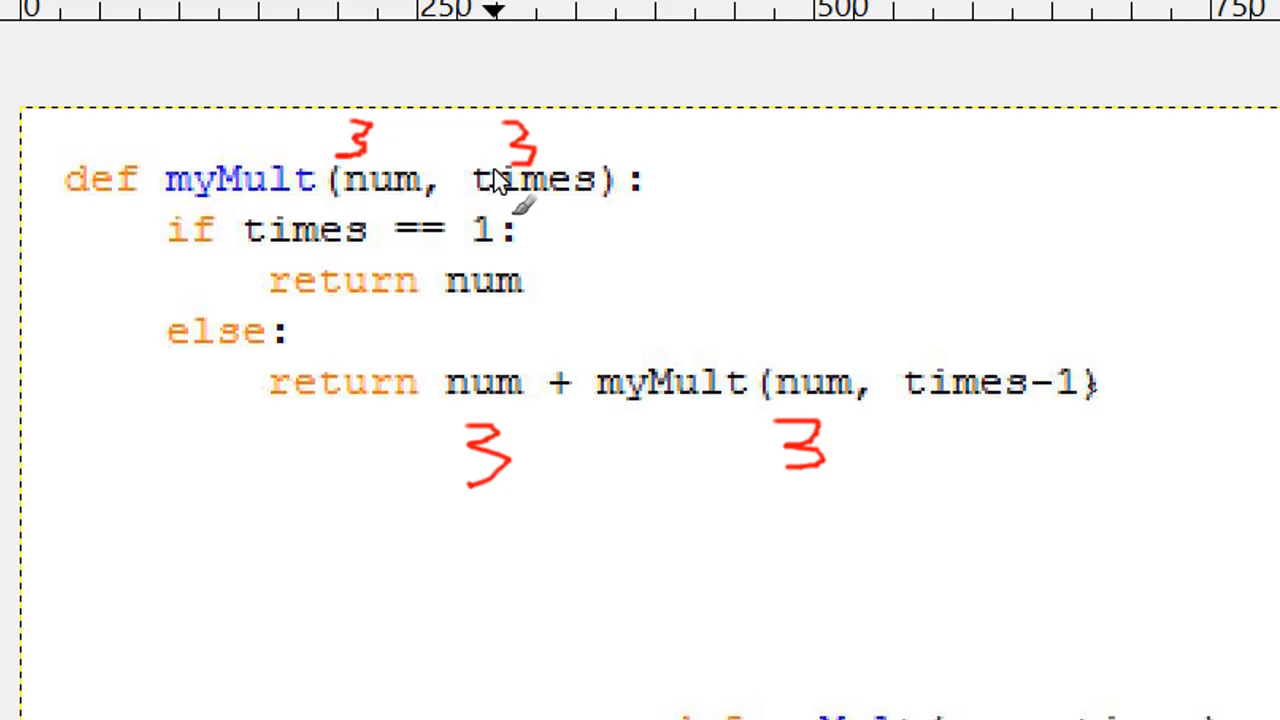 0 250 500 750
3 3
def myMult(num, times):
if times == 1:
return num
else:
return num + myMult(num, times-1)
3 3
def